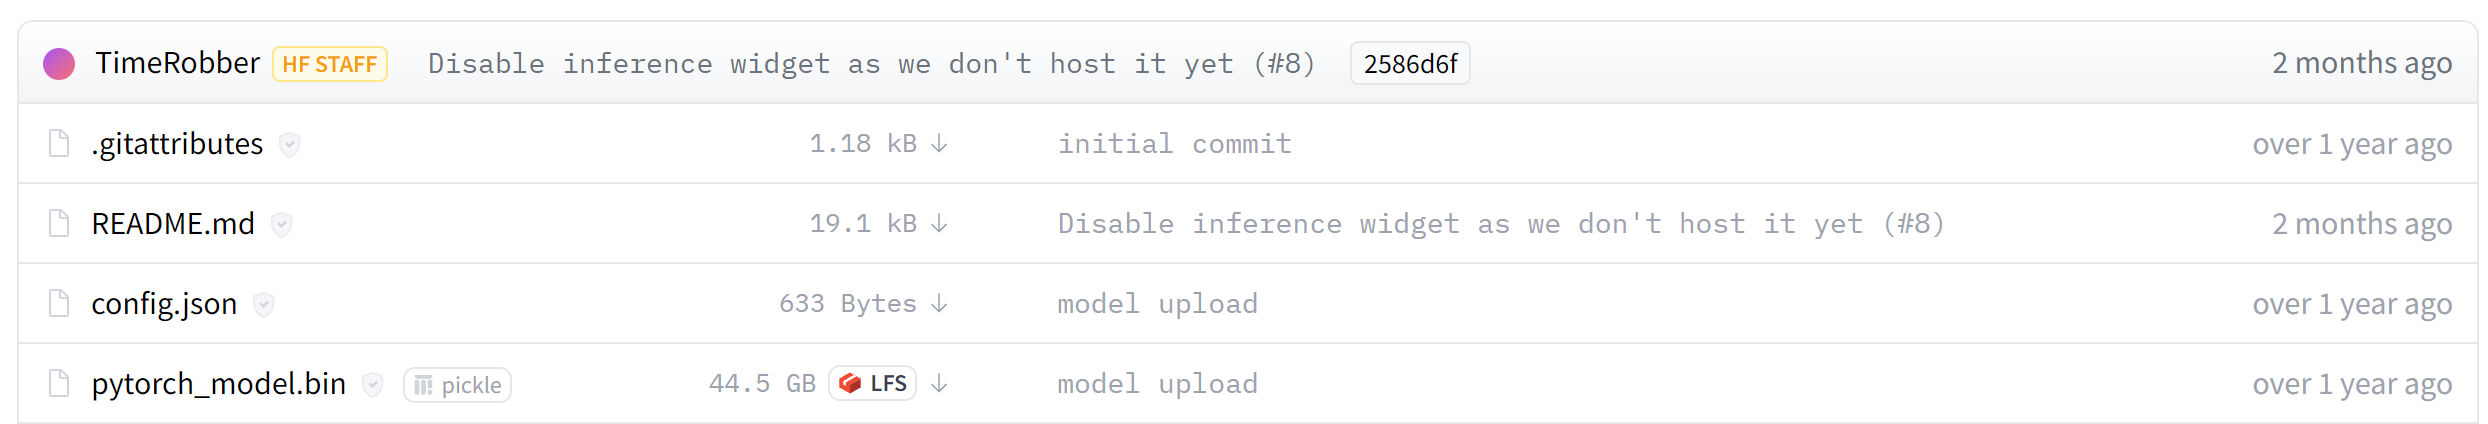 TimeRobber HF STAFF Disable inference widget as we don't host it yet (#8) 2586d6f 2 months ago
.gitattributes 1.18 kB initial commit over 1 year ago
README.md 19.1 kB Disable inference widget as we don't host it yet (#8) 2 months ago
config.json 633 Bytes model upload over 1 year ago
pytorch_model.bin pickle 44.5 GB LFS model upload over 1 year ago